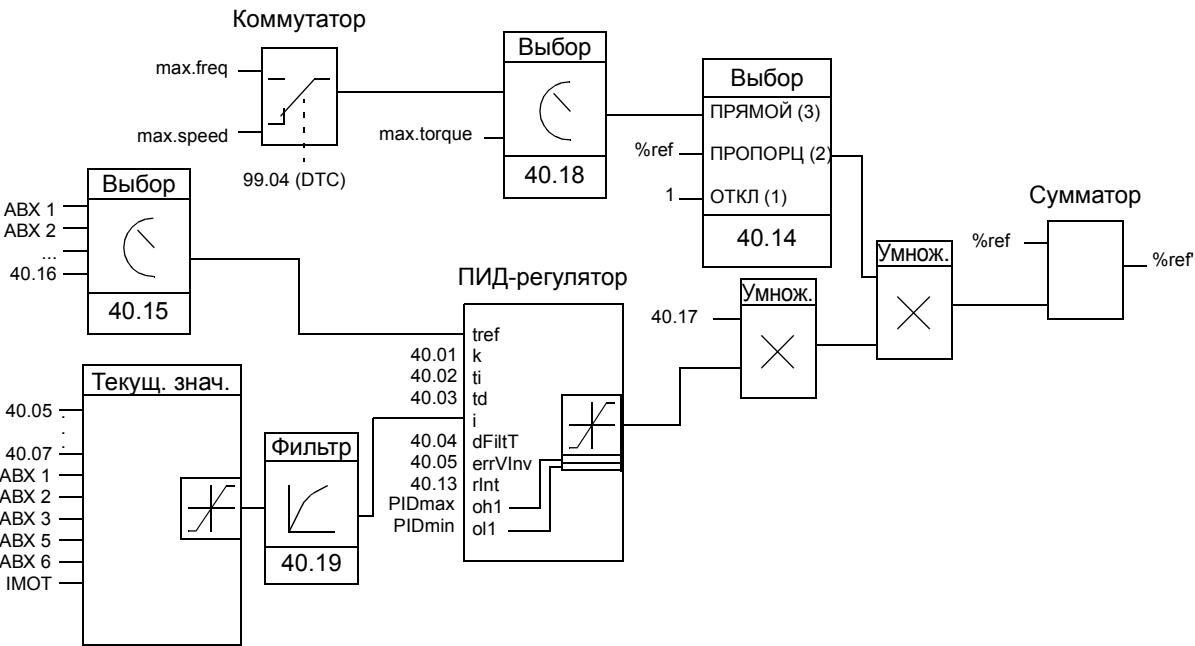 Коммутатор
max.freq
max.speed
99.04 (DTC)
Выбор
max.torque
40.18
Выбор
ПРЯМОЙ (3)
%ref
ПРОПОРЦ (2)
1
ОТКЛ (1)
40.14
Выбор
АВХ 1
АВХ 2
...
40.16
40.15
Сумматор
%ref
%ref'
Умнож.
Умнож.
40.17
ПИД-регулятор
tref
40.01 k
40.02 ti
40.03 td
i
40.04 dFiltT
40.05 errVInv
40.13 rInt
PIDmax oh1
PIDmin ol1
Текущ. знач.
40.05
.
.
.
40.07
АВХ 1
АВХ 2
АВХ 3
АВХ 5
АВХ 6
IMOT
Фильтр
40.19